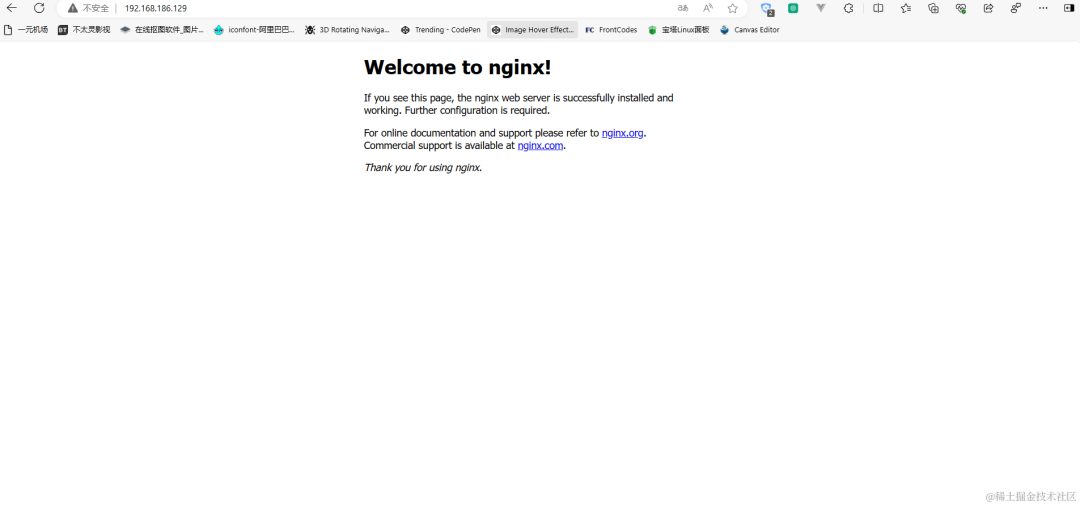 不安全 192.168.186.129
2
一元机场 BT 不太灵影视 在线抠图软件_图片... iconfont-阿里巴巴... 3D Rotating Naviga... Trending - CodePen Image Hover Effect... FC FrontCodes 宝塔Linux面板 Canvas Editor
Welcome to nginx!
If you see this page, the nginx web server is successfully installed and
working. Further configuration is required.
For online documentation and support please refer to nginx.org.
Commercial support is available at nginx.com.
Thank you for using nginx.
@稀土掘金技术社区